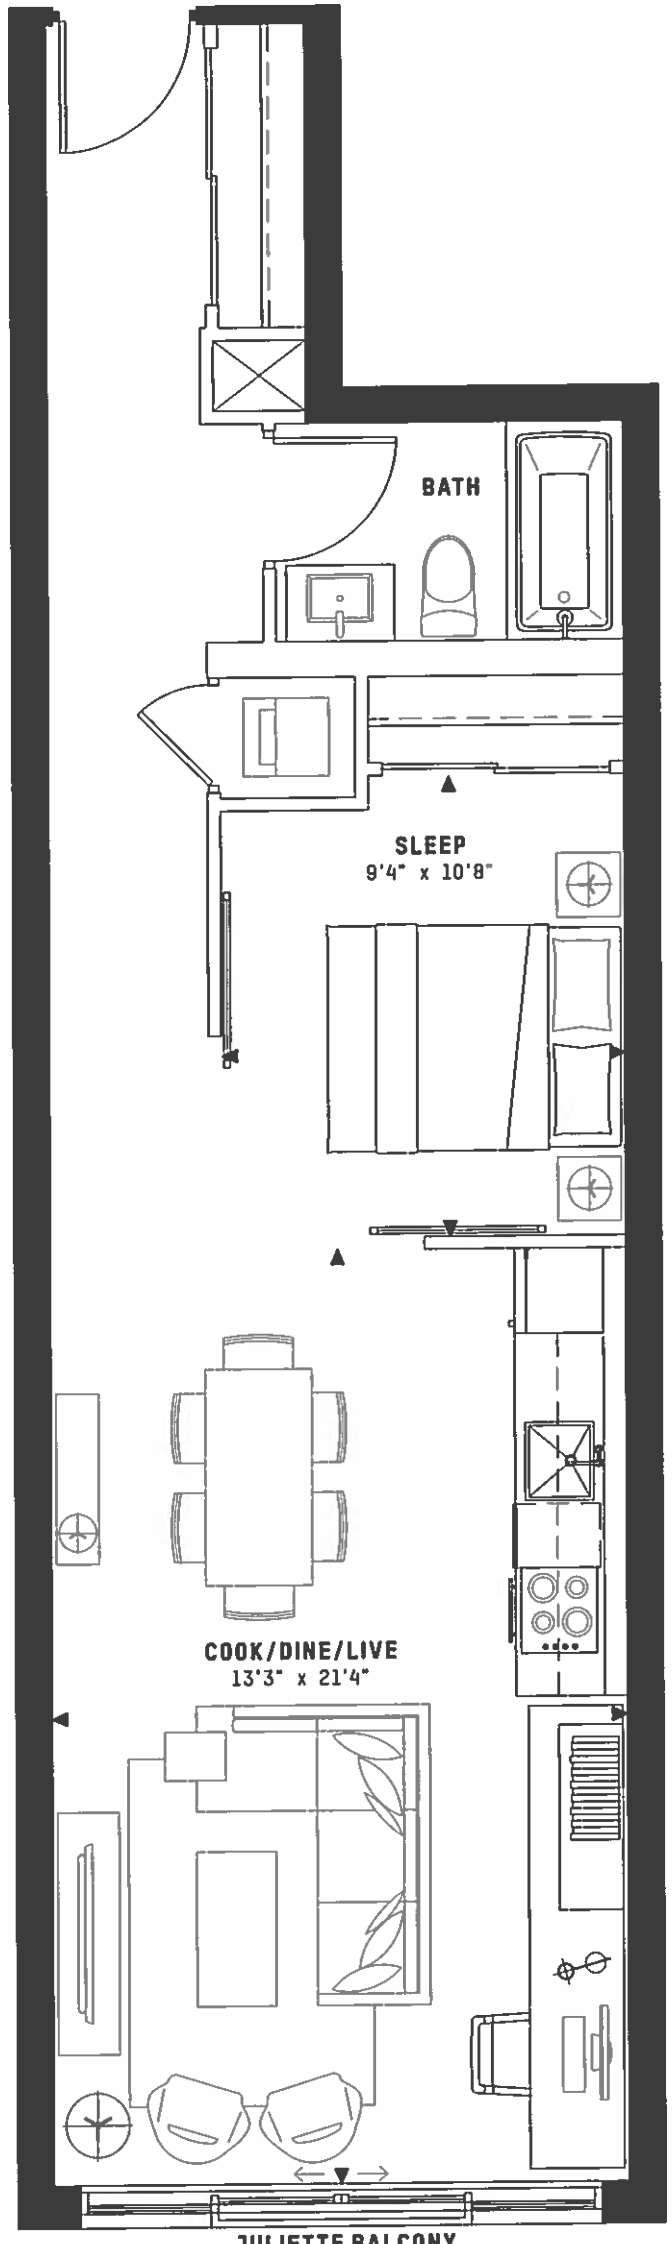 BATH
SLEEP
9'4" x 10'8"
COOK/DINE/LIVE
13'3" x 21'4"
JULIETTE BALCONY